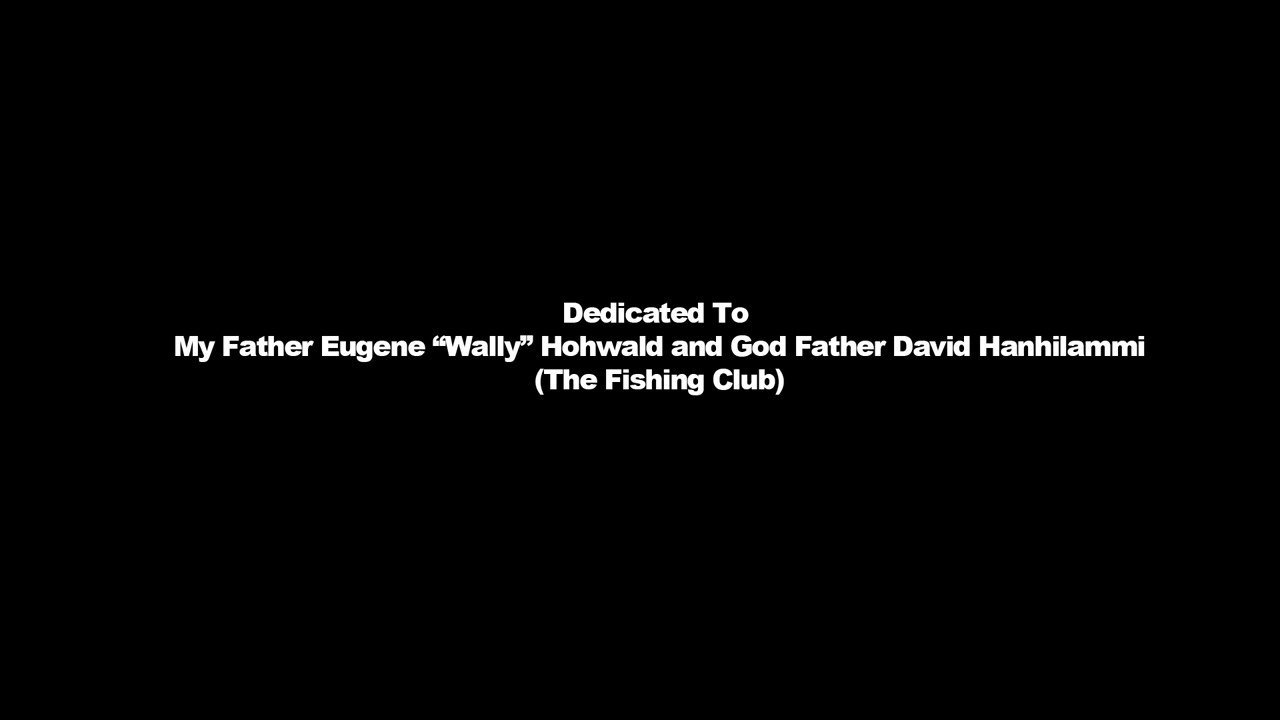 Dedicated To
My Father Eugene “Wally” Hohwald and God Father David Hanhilammi
(The Fishing Club)